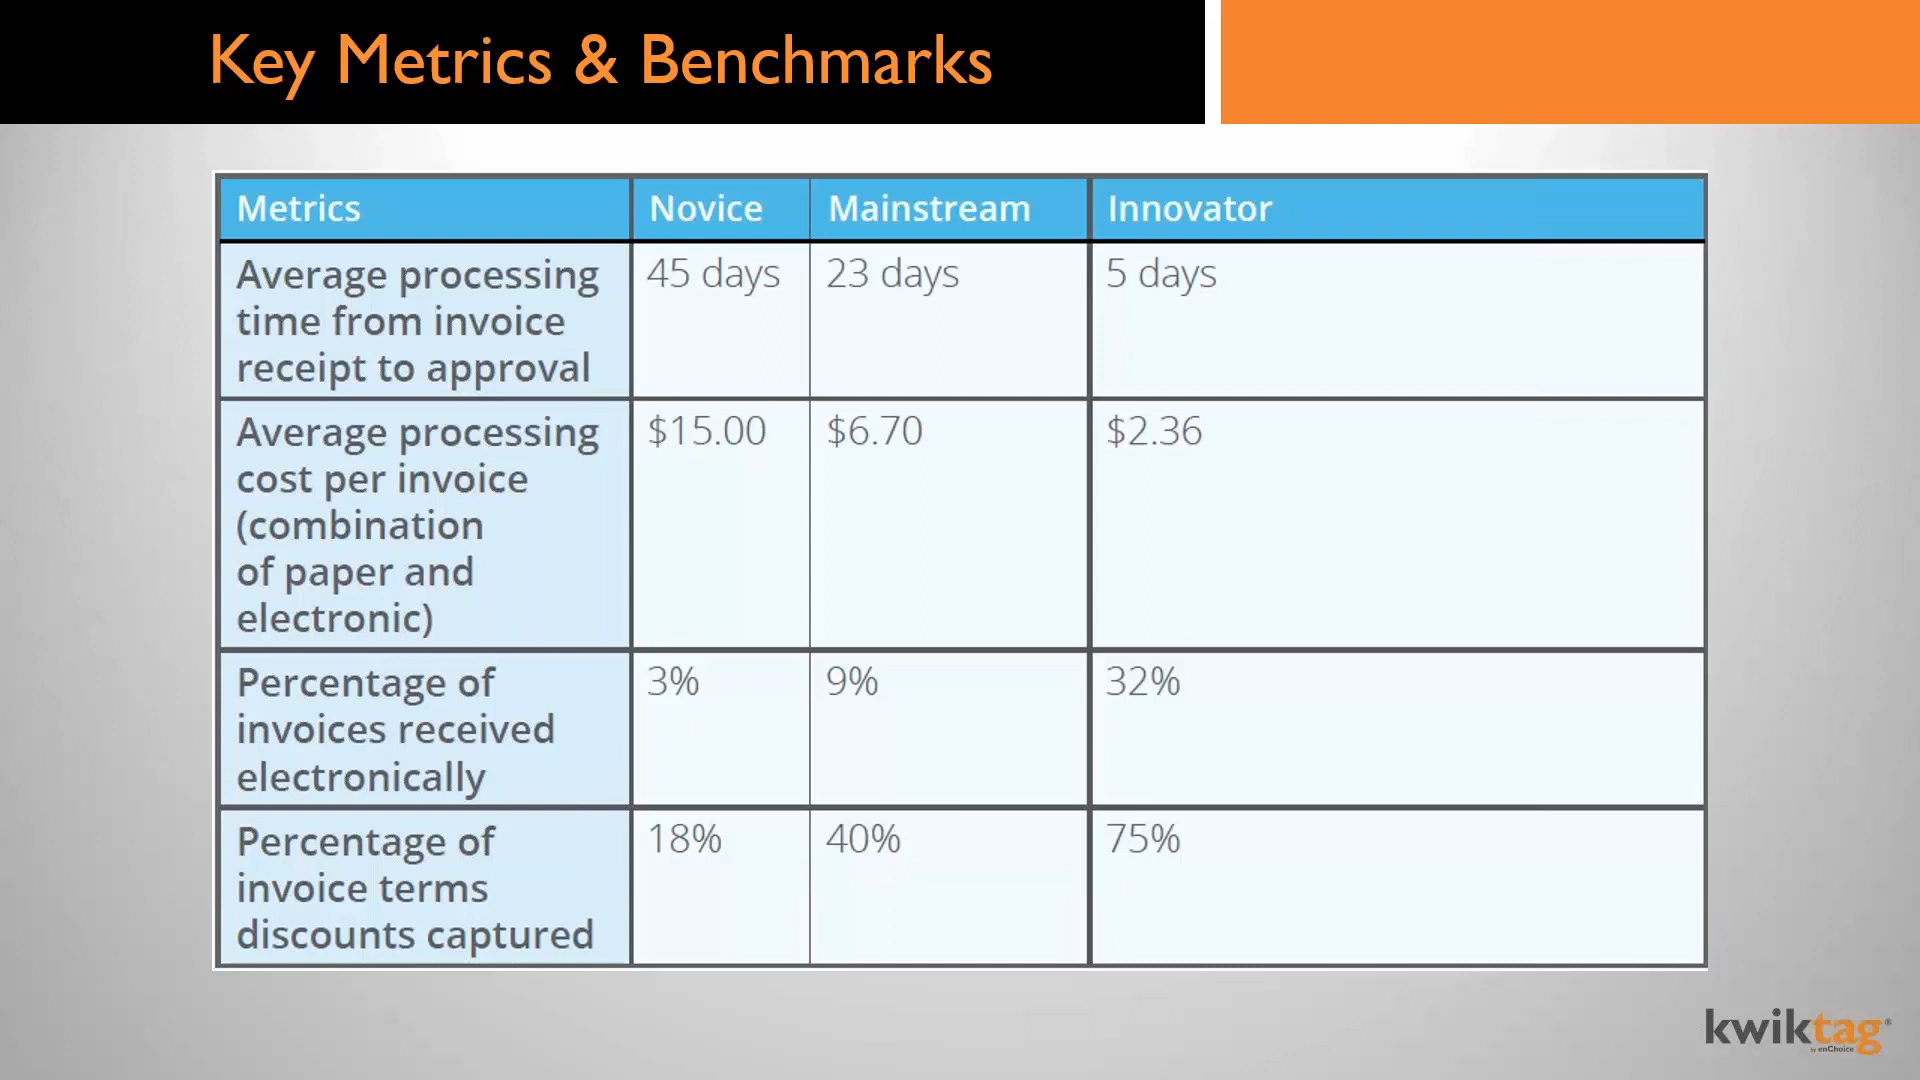 Key Metrics & Benchmarks
Metrics Novice Mainstream Innovator
Average processing 45 days 23 days 5 days
time from invoice
receipt to approval
Average processing $15.00 $6.70 $2.36
cost per invoice
(combination
of paper and
electronic)
Percentage of 3% 9% 32%
invoices received
electronically
Percentage of 18% 40% 75%
invoice terms
discounts captured
kwiktag®
by enChoice